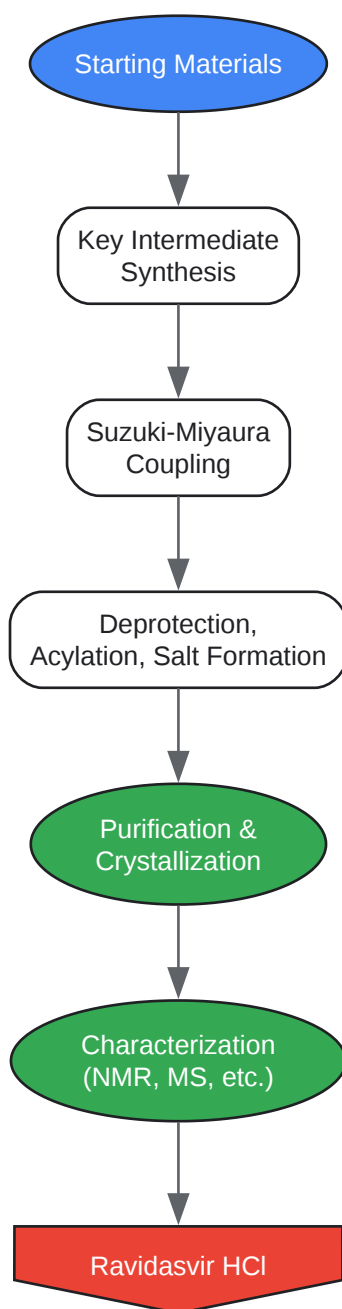 Starting Materials
Key Intermediate
Synthesis
Suzuki-Miyaura
Coupling
Deprotection,
Acylation, Salt Formation
Purification &
Crystallization
Characterization
(NMR, MS, etc.)
Ravidasvir HCl